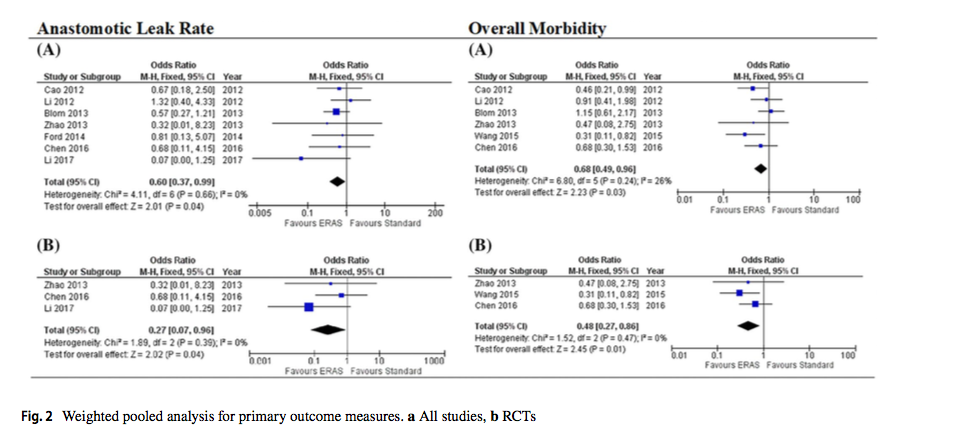 Anastomotic Leak Rate
(A)
Odds Ratio Odds Ratio
Study or Subgroup M-H, Fixed, 95% CI Year M-H, Fixed, 95% CI
Cao 2012 0.67 [0.18, 2.50] 2012
Li 2012 1.32 [0.40, 4.33] 2012
Blom 2013 0.57 [0.27, 1.21] 2013
Zhao 2013 0.32 [0.01, 8.23] 2013
Ford 2014 0.81 [0.13, 5.07] 2014
Chen 2016 0.68 [0.11, 4.15] 2016
Li 2017 0.07 [0.00, 1.25] 2017
Total (95% CI) 0.60 [0.37, 0.99]
Heterogeneity: Chi² = 4.11, df = 6 (P = 0.66); I² = 0%
Test for overall effect: Z = 2.01 (P = 0.04)
0.005 0.1 1 10 200
Favours ERAS Favours Standard
(B)
Odds Ratio Odds Ratio
Study or Subgroup M-H, Fixed, 95% CI Year M-H, Fixed, 95% CI
Zhao 2013 0.32 [0.01, 8.23] 2013
Chen 2016 0.68 [0.11, 4.15] 2016
Li 2017 0.07 [0.00, 1.25] 2017
Total (95% CI) 0.27 [0.07, 0.96]
Heterogeneity: Chi² = 1.89, df = 2 (P = 0.39); I² = 0%
Test for overall effect: Z = 2.02 (P = 0.04)
0.001 0.1 1 10 1000
Favours ERAS Favours Standard
Overall Morbidity
(A)
Odds Ratio Odds Ratio
Study or Subgroup M-H, Fixed, 95% CI Year M-H, Fixed, 95% CI
Cao 2012 0.46 [0.21, 0.99] 2012
Li 2012 0.91 [0.41, 1.98] 2012
Blom 2013 1.15 [0.61, 2.17] 2013
Zhao 2013 0.47 [0.08, 2.75] 2013
Wang 2015 0.31 [0.11, 0.82] 2015
Chen 2016 0.68 [0.30, 1.53] 2016
Total (95% CI) 0.68 [0.49, 0.96]
Heterogeneity: Chi² = 6.80, df = 5 (P = 0.24); I² = 26%
Test for overall effect: Z = 2.23 (P = 0.03)
0.01 0.1 1 10 100
Favours ERAS Favours Standard
(B)
Odds Ratio Odds Ratio
Study or Subgroup M-H, Fixed, 95% CI Year M-H, Fixed, 95% CI
Zhao 2013 0.47 [0.08, 2.75] 2013
Wang 2015 0.31 [0.11, 0.82] 2015
Chen 2016 0.68 [0.30, 1.53] 2016
Total (95% CI) 0.48 [0.27, 0.86]
Heterogeneity: Chi² = 1.52, df = 2 (P = 0.47); I² = 0%
Test for overall effect: Z = 2.45 (P = 0.01)
0.01 0.1 1 10 100
Favours ERAS Favours Standard
Fig. 2 Weighted pooled analysis for primary outcome measures. a All studies, b RCTs